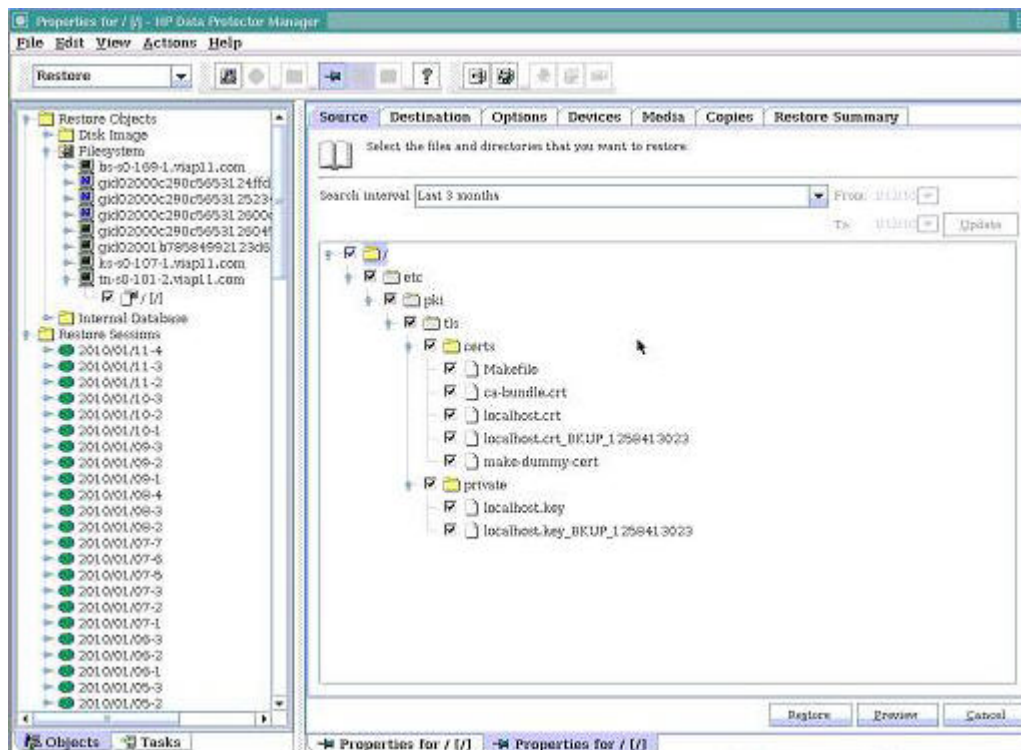 Properties for / [/] - HP Data Protector Manager
File Edit View Actions Help
Restore
?
Restore Objects
Disk Image
Filesystem
bs-s0-169-1.viap11.com
gid02000c290c5653124ffd
gid02000c290c565312523
gid02000c290c565312600
gid02000c290c565312604
gid02001b78584992123d6
ks-s0-107-1.viap11.com
tn-s0-101-2.viap11.com
/ [/]
Internal Database
Restore Sessions
2010/01/11-4
2010/01/11-3
2010/01/11-2
2010/01/10-3
2010/01/10-2
2010/01/10-1
2010/01/09-3
2010/01/09-2
2010/01/09-1
2010/01/08-4
2010/01/08-3
2010/01/08-2
2010/01/07-7
2010/01/07-6
2010/01/07-5
2010/01/07-3
2010/01/07-2
2010/01/07-1
2010/01/06-3
2010/01/06-2
2010/01/06-1
2010/01/05-3
2010/01/05-2
Objects Tasks
Source Destination Options Devices Media Copies Restore Summary
Select the files and directories that you want to restore.
Search interval Last 3 months From:
To: Update
/
etc
pki
tls
certs
Makefile
ca-bundle.crt
localhost.crt
localhost.crt_BKUP_1258413023
make-dummy-cert
private
localhost.key
localhost.key_BKUP_1258413023
Restore Preview Cancel
Properties for / [/] Properties for / [/]